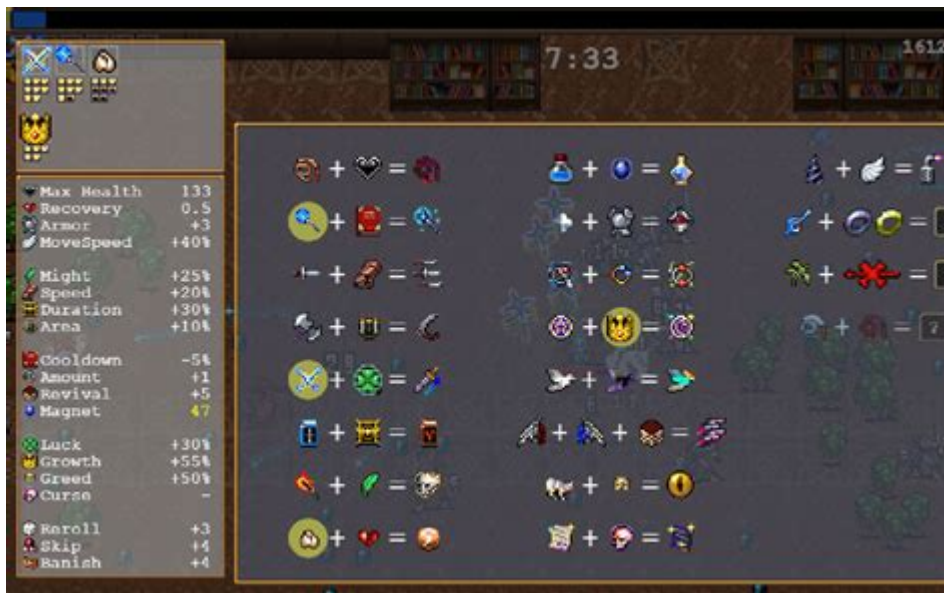 7:33
1612
Max Health 133
Recovery 0.5
Armor +3
MoveSpeed +40%
Might +25%
Speed +20%
Duration +30%
Area +10%
Cooldown -5%
Amount +1
Revival +5
Magnet 47
Luck +30%
Growth +55%
Greed +50%
Curse -
Reroll +3
Skip +4
Banish +4
+ = + = + =
+ = + = + =
+ = + = + =
+ = + = + = ?
+ = + =
+ = + + =
+ = + =
+ = + =